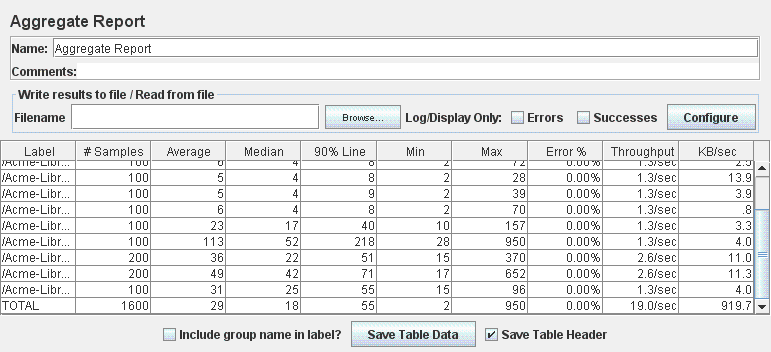 Aggregate Report
Name: Aggregate Report
Comments:
Write results to file / Read from file
Filename Browse... Log/Display Only: Errors Successes Configure
Label # Samples Average Median 90% Line Min Max Error % Throughput KB/sec
/Acme-Libr... 100 6 4 8 2 72 0.00% 1.3/sec 2.5
/Acme-Libr... 100 5 4 8 2 28 0.00% 1.3/sec 13.9
/Acme-Libr... 100 5 4 9 2 39 0.00% 1.3/sec 3.9
/Acme-Libr... 100 6 4 8 2 70 0.00% 1.3/sec .8
/Acme-Libr... 100 23 17 40 10 157 0.00% 1.3/sec 3.3
/Acme-Libr... 100 113 52 218 28 950 0.00% 1.3/sec 4.0
/Acme-Libr... 200 36 22 51 15 370 0.00% 2.6/sec 11.0
/Acme-Libr... 200 49 42 71 17 652 0.00% 2.6/sec 11.3
/Acme-Libr... 100 31 25 55 15 96 0.00% 1.3/sec 4.0
TOTAL 1600 29 18 55 2 950 0.00% 19.0/sec 919.7
Include group name in label? Save Table Data Save Table Header